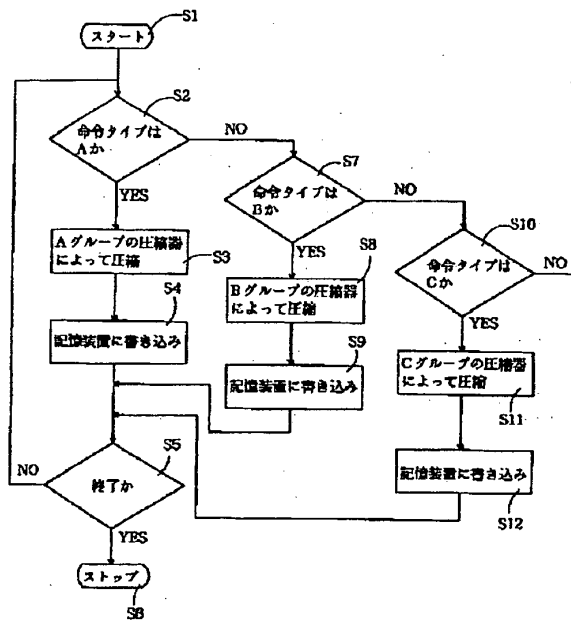 S1
スタート
S2
命令タイプは
Aか
NO
YES
S7
命令タイプは
Bか
NO
YES
S10
命令タイプは
Cか
NO
YES
Aグループの圧縮器
によって圧縮
S3
S8
Bグループの圧縮器
によって圧縮
S4
記憶装置に書き込み
S9
記憶装置に書き込み
Cグループの圧縮器
によって圧縮
S11
S5
終了か
NO
YES
記憶装置に書き込み
S12
ストップ
S6